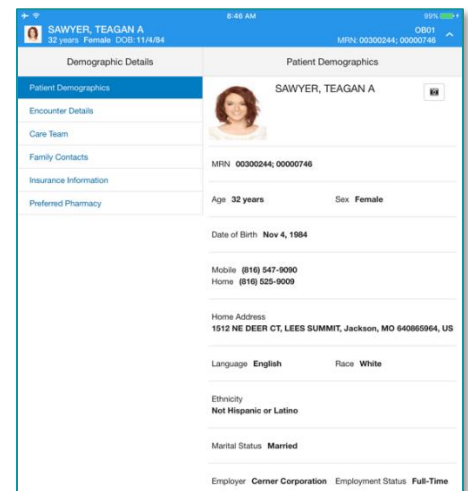 8:46 AM
99%
SAWYER, TEAGAN A
32 years Female DOB: 11/4/84
OB01
MRN: 00300244; 00000746
Demographic Details
Patient Demographics
Patient Demographics
Encounter Details
Care Team
Family Contacts
Insurance Information
Preferred Pharmacy
SAWYER, TEAGAN A
MRN 00300244; 00000746
Age 32 years Sex Female
Date of Birth Nov 4, 1984
Mobile (816) 547-9090
Home (816) 525-9009
Home Address
1512 NE DEER CT, LEES SUMMIT, Jackson, MO 640865964, US
Language English Race White
Ethnicity
Not Hispanic or Latino
Marital Status Married
Employer Cerner Corporation Employment Status Full-Time